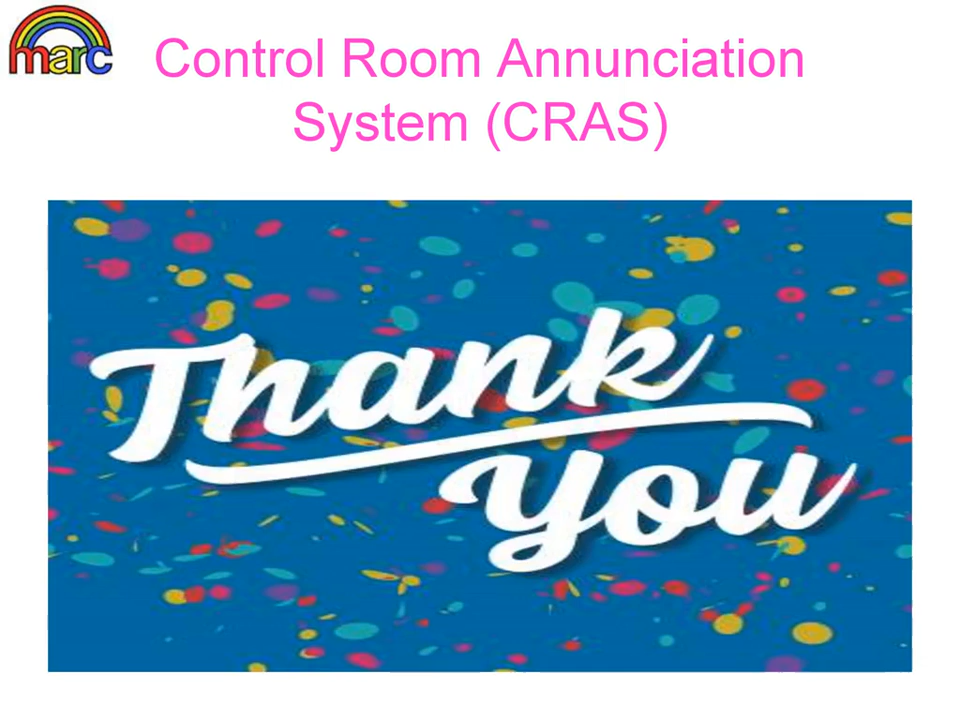 marc
Control Room Annunciation
System (CRAS)
Thank
You